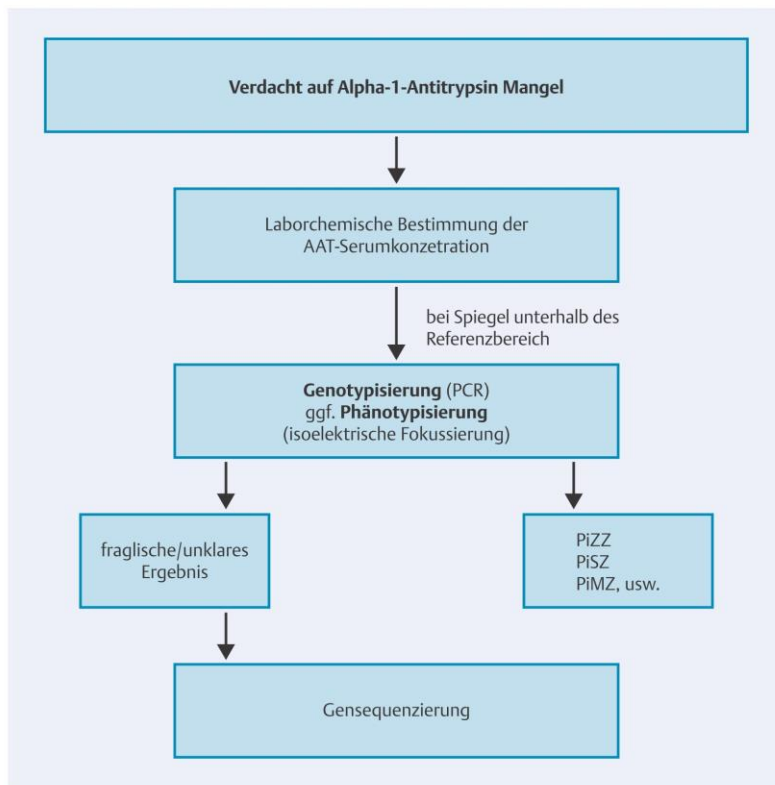 Verdacht auf Alpha-1-Antitrypsin Mangel
Laborchemische Bestimmung der
AAT-Serumkonzetration
bei Spiegel unterhalb des
Referenzbereich
Genotypisierung (PCR)
ggf. Phänotypisierung
(isoelektrische Fokussierung)
fraglische/unklares
Ergebnis
PiZZ
PiSZ
PiMZ, usw.
Gensequenzierung